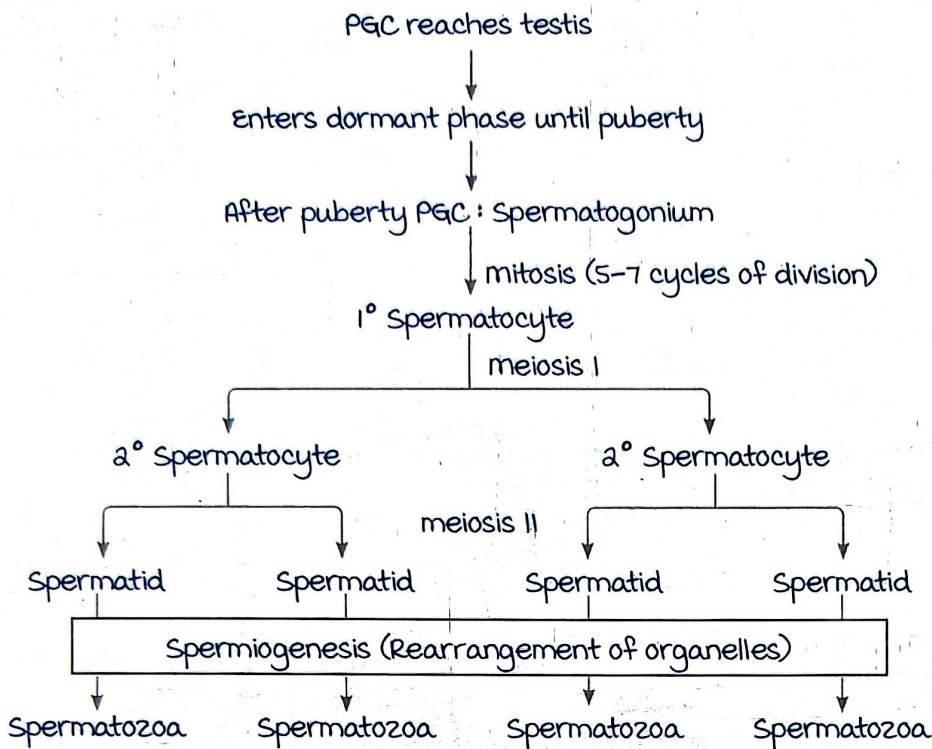 PGC reaches testis
Enters dormant phase until puberty
After puberty PGC : Spermatogonium
mitosis (5-7 cycles of division)
1° Spermatocyte
meiosis I
2° Spermatocyte 2° Spermatocyte
meiosis II
Spermatid Spermatid Spermatid Spermatid
Spermiogenesis (Rearrangement of organelles)
Spermatozoa Spermatozoa Spermatozoa Spermatozoa